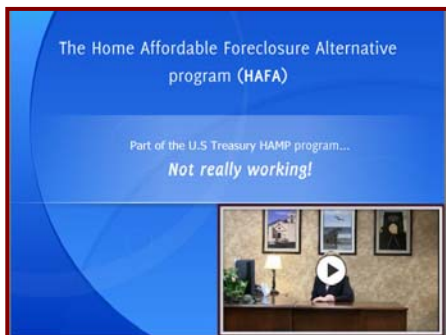 The Home Affordable Foreclosure Alternative
program (HAFA)
Part of the U.S Treasury HAMP program...
Not really working!